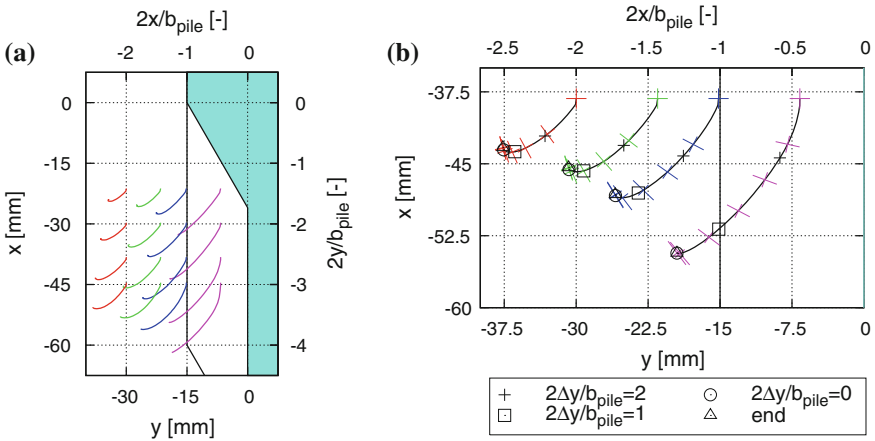 (a)
2x/b_pile [-]
-2 -1 0
0
-15
-30
-45
-60
x [mm]
0
-1
-2
-3
-4
2y/b_pile [-]
-30 -15 0
y [mm]
(b)
2x/b_pile [-]
-2.5 -2 -1.5 -1 -0.5 0
-37.5
-45
-52.5
-60
x [mm]
-37.5 -30 -22.5 -15 -7.5 0
y [mm]
2Δy/b_pile=2 2Δy/b_pile=0
2Δy/b_pile=1 end